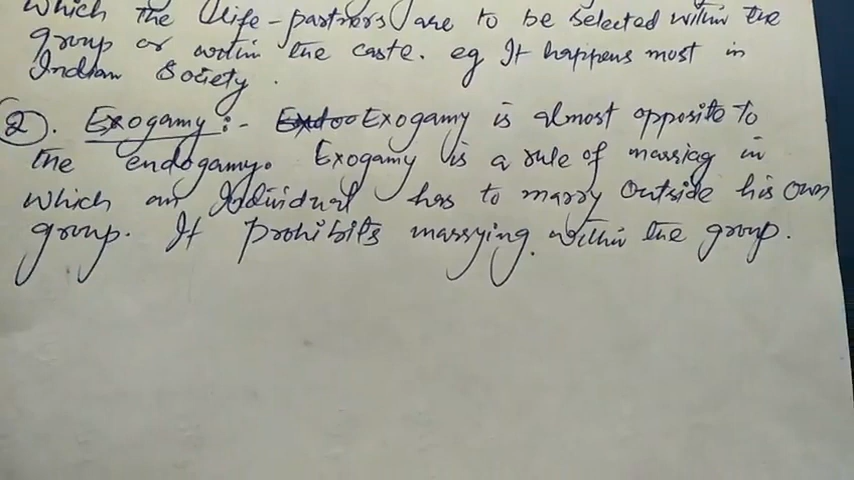 which the life-partners are to be selected within the
group or within the caste. eg It happens most in
Indian Society.
(2). Exogamy :- Exogamy is almost opposite to
the endogamy. Exogamy is a rule of marriag in
which an Individual has to marry outside his own
group. It prohibits marrying within the group.